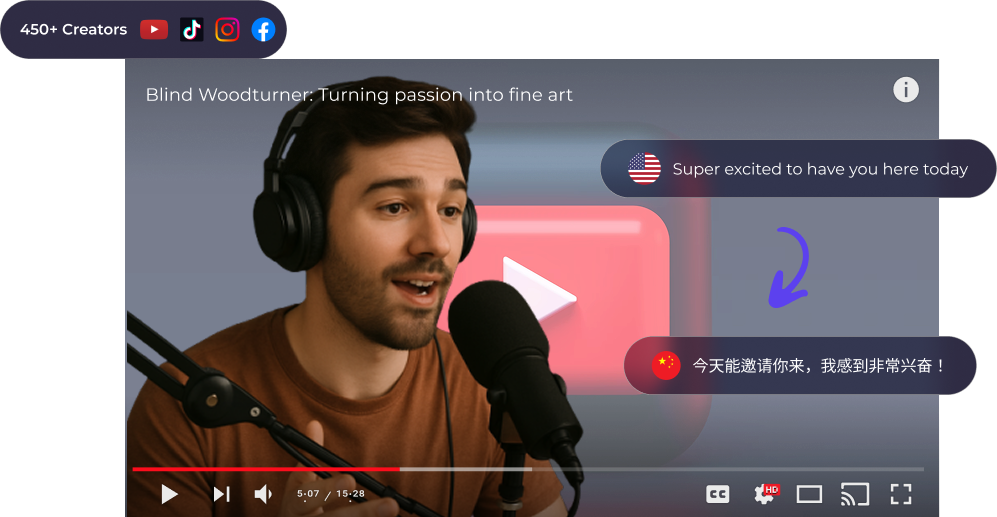 450+ Creators
Blind Woodturner: Turning passion into fine art
i
Super excited to have you here today
今天能邀请你来，我感到非常兴奋！
5:07 / 15:28
CC
HD